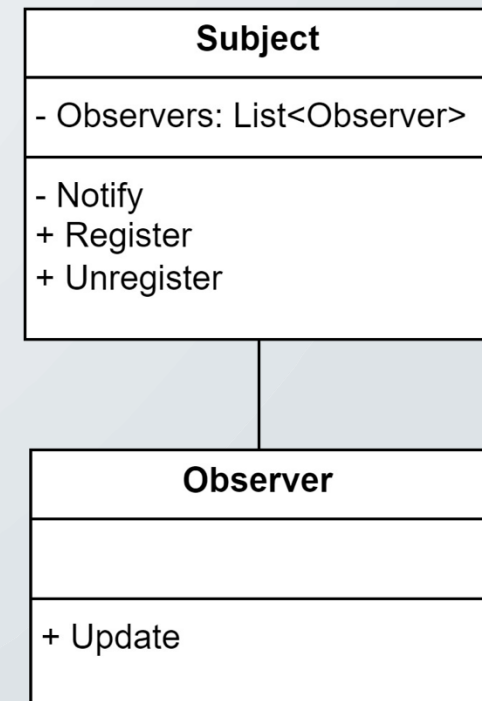 Subject
- Observers: List<Observer>
- Notify
+ Register
+ Unregister
Observer
+ Update